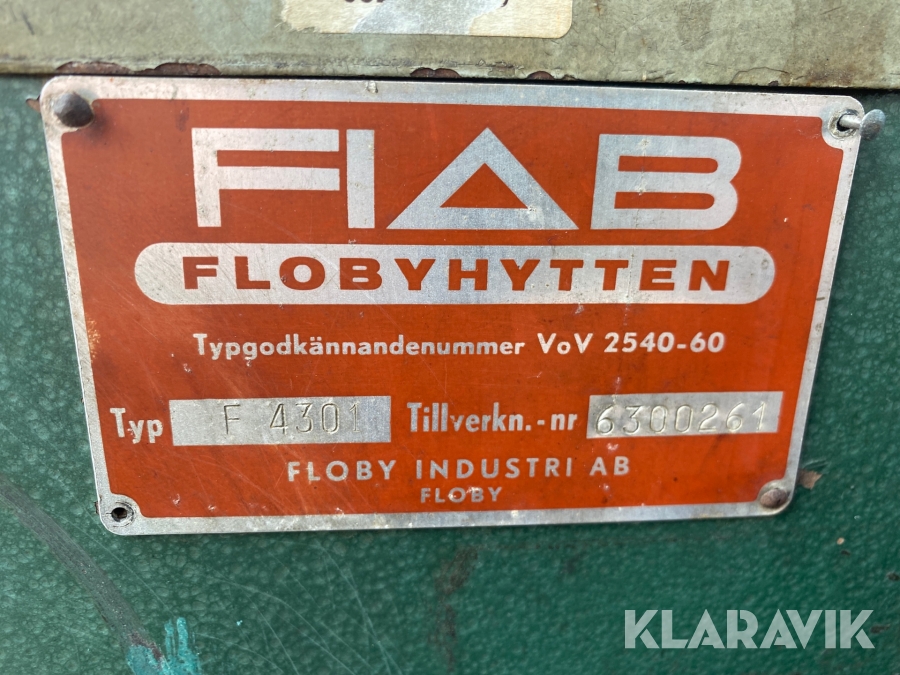 FIAB
FLOBYHYTTEN
Typgodkännandenummer VoV 2540-60
Typ F 4301 Tillverkn.-nr 6300261
FLOBY INDUSTRI AB
FLOBY
KLARAVIK